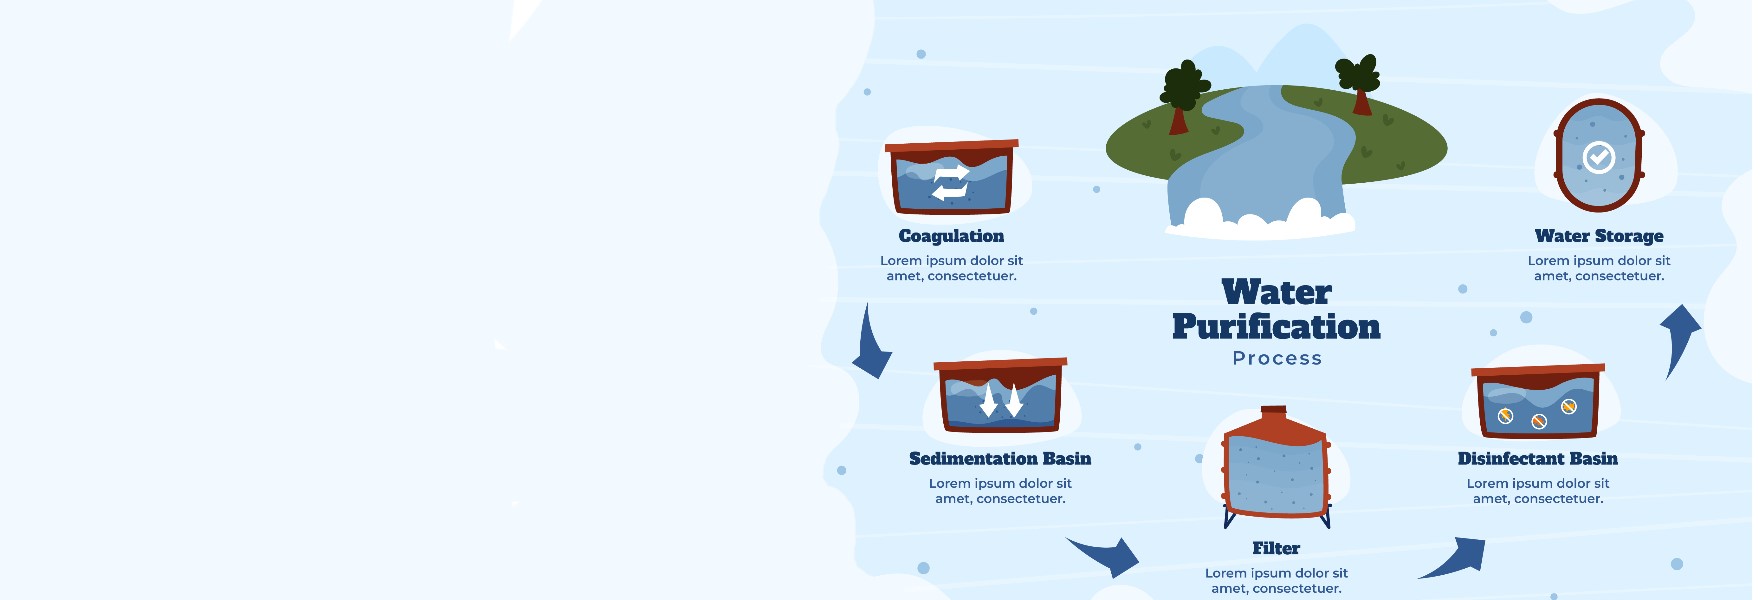 Coagulation
Lorem ipsum dolor sit
amet, consectetuer.
Water Storage
Lorem ipsum dolor sit
amet, consectetuer.
Water
Purification
Process
Sedimentation Basin
Lorem ipsum dolor sit
amet, consectetuer.
Disinfectant Basin
Lorem ipsum dolor sit
amet, consectetuer.
Filter
Lorem ipsum dolor sit
amet, consectetuer.